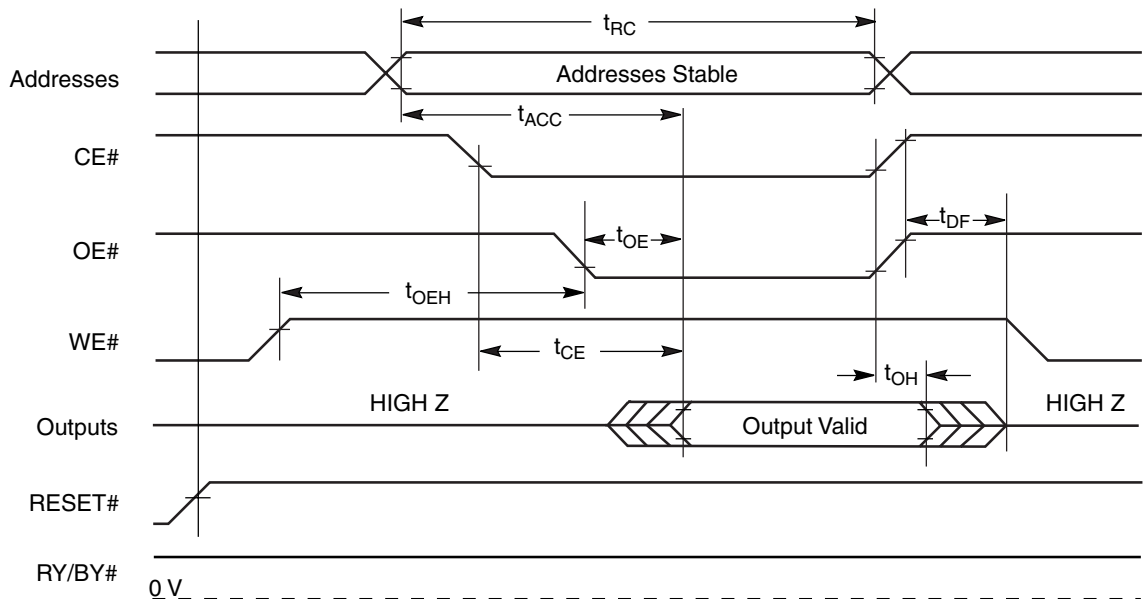 tRC
Addresses
Addresses Stable
tACC
CE#
tDF
OE#
tOE
tOEH
WE#
tCE
tOH
HIGH Z
HIGH Z
Outputs
Output Valid
RESET#
RY/BY#
0 V